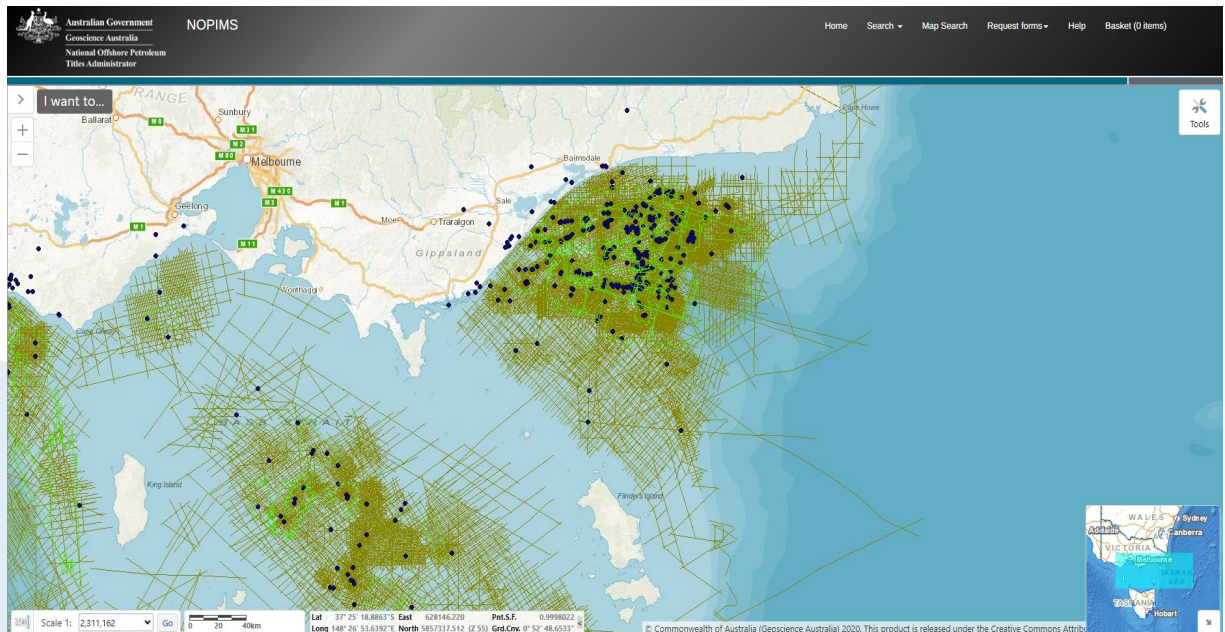 Australian Government
Geoscience Australia
National Offshore Petroleum
Titles Administrator
NOPIMS
Home
Search
Map Search
Request forms
Help
Basket (0 items)
I want to...
Tools
RANGE
Ballarat
Sunbury
M8
M31
M2
M80
Melbourne
M420
M3
Geelong
M1
M1
M11
Moe
Traralgon
Sale
Bairnsdale
Cape Howe
Gippsland
Wonthaggi
BASS STRAIT
King Island
Flinders Island
WALES
Sydney
Adelaide
Canberra
VICTORIA
Melbourne
TASMAN
SEA
TASMANIA
Hobart
Scale 1:
2,311,162
Go
0 20 40km
Lat 37° 25' 18.8863"S East 628146.220 Pnt.S.F. 0.9998022
Long 148° 26' 53.6392"E North 5857337.512 (Z 55) Grd.Cnv. 0° 52' 48.6533"
© Commonwealth of Australia (Geoscience Australia) 2020. This product is released under the Creative Commons Attribu